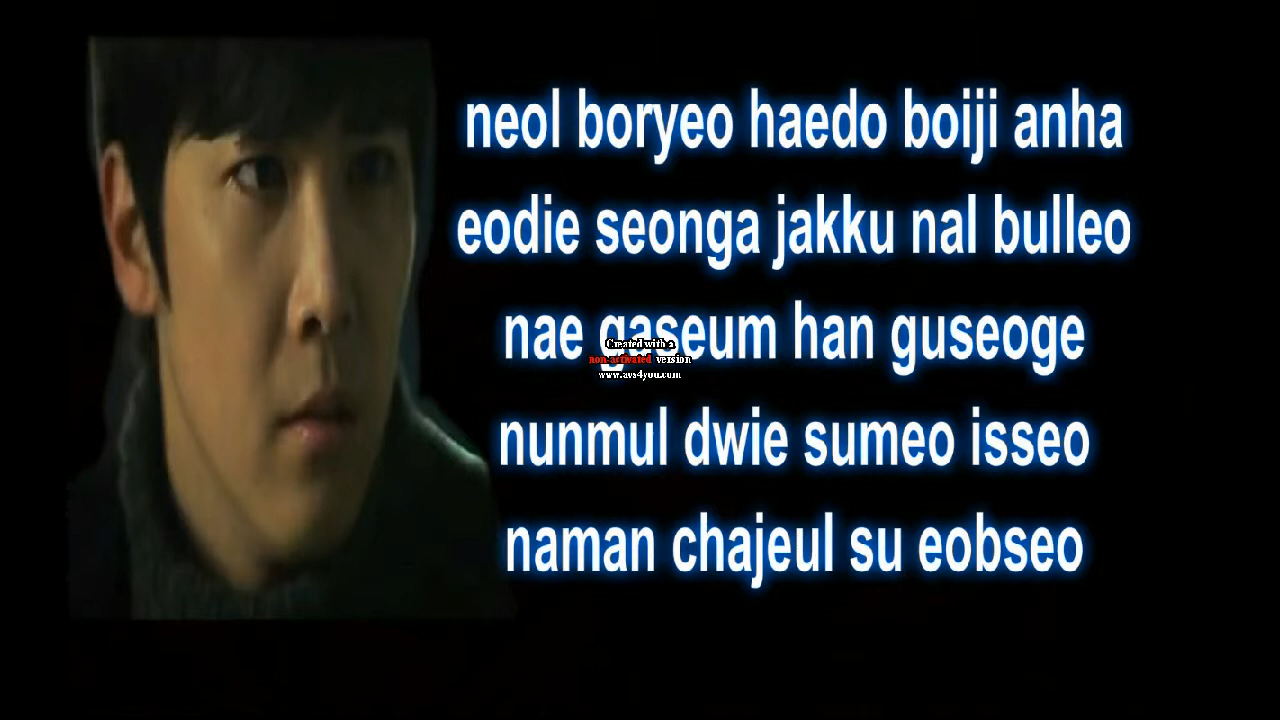 neol boryeo haedo boiji anha
eodie seonga jakku nal bulleo
nae gaseum han guseoge
Created with a
non-activated version
www.avs4you.com
nunmul dwie sumeo isseo
naman chajeul su eobseo